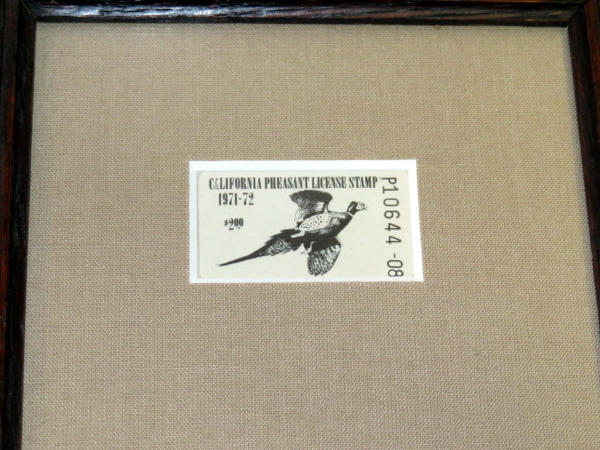 CALIFORNIA PHEASANT LICENSE STAMP
1971-72
$2.00
P10644-08